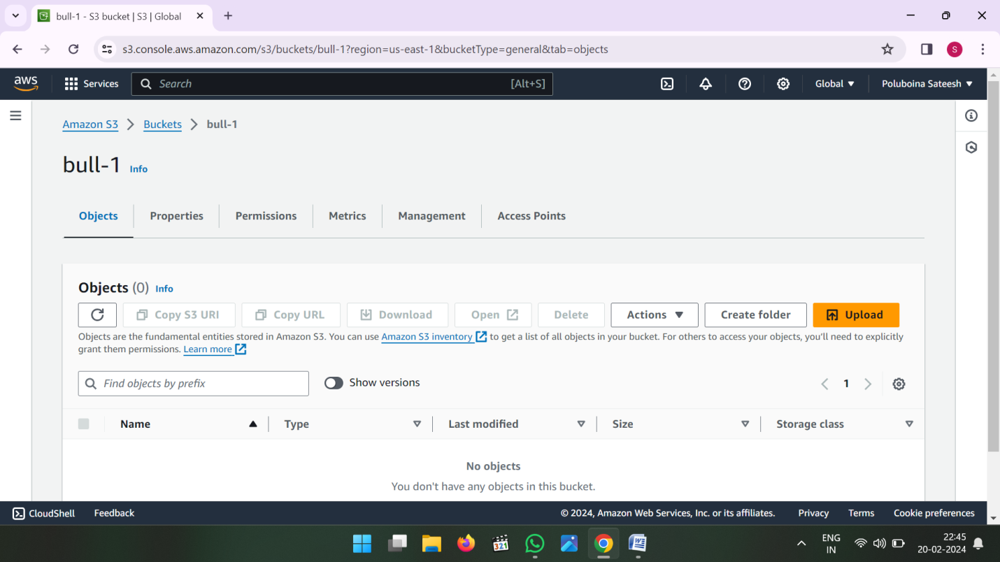 bull-1 - S3 bucket | S3 | Global
s3.console.aws.amazon.com/s3/buckets/bull-1?region=us-east-1&bucketType=general&tab=objects
S
aws
Services
Search
[Alt+S]
Global
Poluboina Sateesh
Amazon S3
Buckets
bull-1
bull-1 Info
Objects
Properties
Permissions
Metrics
Management
Access Points
Objects (0) Info
Copy S3 URI
Copy URL
Download
Open
Delete
Actions
Create folder
Upload
Objects are the fundamental entities stored in Amazon S3. You can use Amazon S3 inventory to get a list of all objects in your bucket. For others to access your objects, you'll need to explicitly
grant them permissions. Learn more
Find objects by prefix
Show versions
1
Name
Type
Last modified
Size
Storage class
No objects
You don't have any objects in this bucket.
CloudShell
Feedback
© 2024, Amazon Web Services, Inc. or its affiliates.
Privacy
Terms
Cookie preferences
321
W
ENG
IN
22:45
20-02-2024